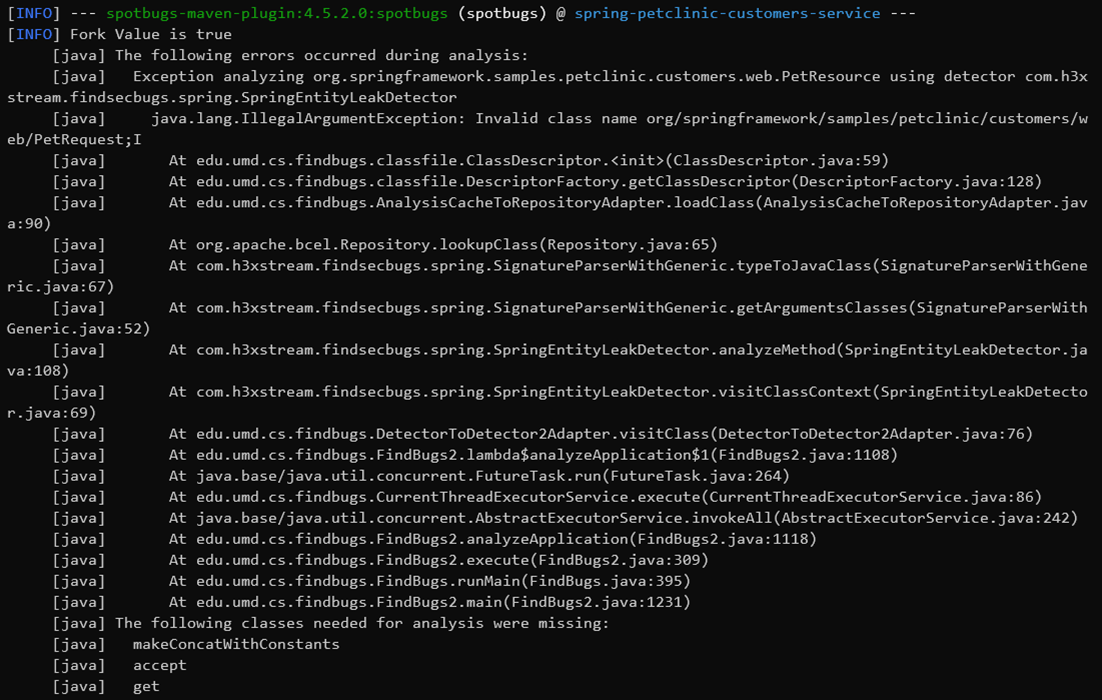 [INFO] --- spotbugs-maven-plugin:4.5.2.0:spotbugs (spotbugs) @ spring-petclinic-customers-service ---
[INFO] Fork Value is true
     [java] The following errors occurred during analysis:
     [java]   Exception analyzing org.springframework.samples.petclinic.customers.web.PetResource using detector com.h3x
stream.findsecbugs.spring.SpringEntityLeakDetector
     [java]     java.lang.IllegalArgumentException: Invalid class name org/springframework/samples/petclinic/customers/w
eb/PetRequest;I
     [java]       At edu.umd.cs.findbugs.classfile.ClassDescriptor.<init>(ClassDescriptor.java:59)
     [java]       At edu.umd.cs.findbugs.classfile.DescriptorFactory.getClassDescriptor(DescriptorFactory.java:128)
     [java]       At edu.umd.cs.findbugs.AnalysisCacheToRepositoryAdapter.loadClass(AnalysisCacheToRepositoryAdapter.jav
a:90)
     [java]       At org.apache.bcel.Repository.lookupClass(Repository.java:65)
     [java]       At com.h3xstream.findsecbugs.spring.SignatureParserWithGeneric.typeToJavaClass(SignatureParserWithGene
ric.java:67)
     [java]       At com.h3xstream.findsecbugs.spring.SignatureParserWithGeneric.getArgumentsClasses(SignatureParserWith
Generic.java:52)
     [java]       At com.h3xstream.findsecbugs.spring.SpringEntityLeakDetector.analyzeMethod(SpringEntityLeakDetector.ja
va:108)
     [java]       At com.h3xstream.findsecbugs.spring.SpringEntityLeakDetector.visitClassContext(SpringEntityLeakDetecto
r.java:69)
     [java]       At edu.umd.cs.findbugs.DetectorToDetector2Adapter.visitClass(DetectorToDetector2Adapter.java:76)
     [java]       At edu.umd.cs.findbugs.FindBugs2.lambda$analyzeApplication$1(FindBugs2.java:1108)
     [java]       At java.base/java.util.concurrent.FutureTask.run(FutureTask.java:264)
     [java]       At edu.umd.cs.findbugs.CurrentThreadExecutorService.execute(CurrentThreadExecutorService.java:86)
     [java]       At java.base/java.util.concurrent.AbstractExecutorService.invokeAll(AbstractExecutorService.java:242)
     [java]       At edu.umd.cs.findbugs.FindBugs2.analyzeApplication(FindBugs2.java:1118)
     [java]       At edu.umd.cs.findbugs.FindBugs2.execute(FindBugs2.java:309)
     [java]       At edu.umd.cs.findbugs.FindBugs.runMain(FindBugs.java:395)
     [java]       At edu.umd.cs.findbugs.FindBugs2.main(FindBugs2.java:1231)
     [java] The following classes needed for analysis were missing:
     [java]   makeConcatWithConstants
     [java]   accept
     [java]   get